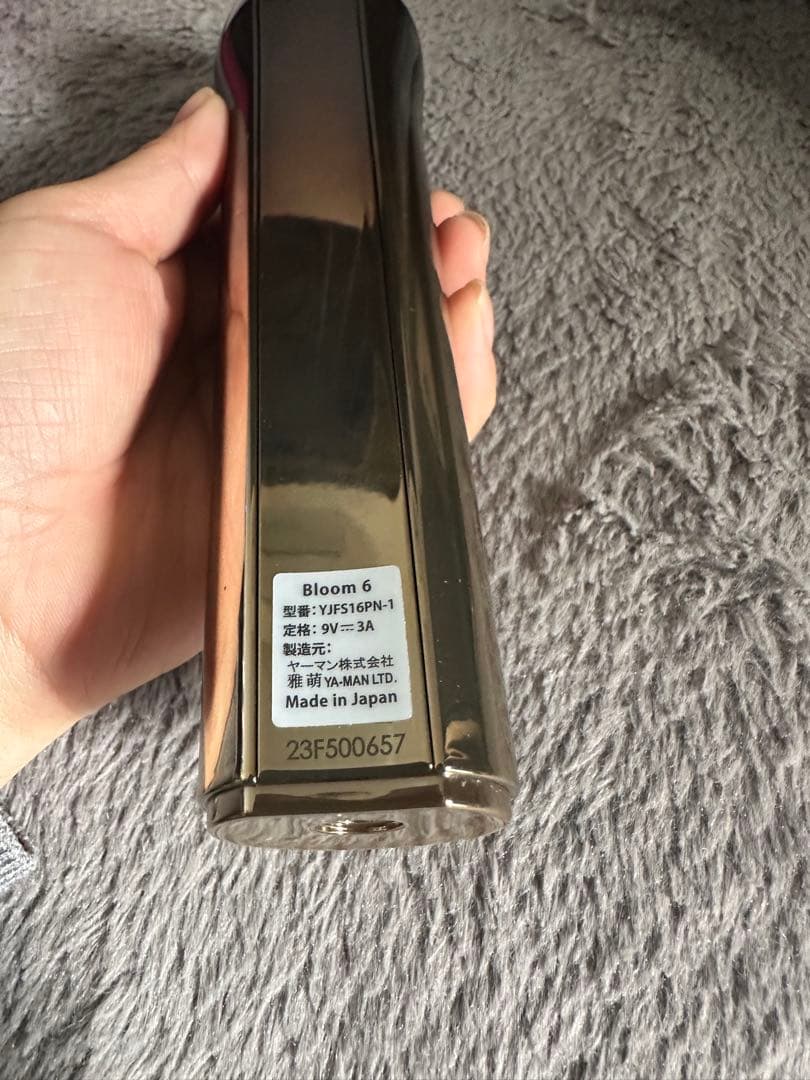 Bloom 6
型番：YJFS16PN-1
定格：9V⎓3A
製造元：
ヤーマン株式会社
雅 萌 YA-MAN LTD.
Made in Japan
23F500657